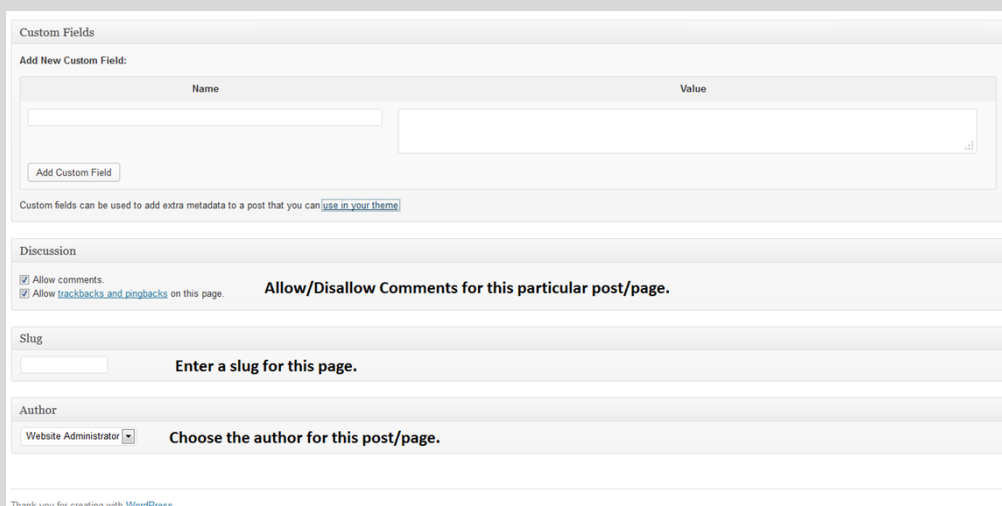 Custom Fields
Add New Custom Field:
Name Value
Add Custom Field
Custom fields can be used to add extra metadata to a post that you can use in your theme
Discussion
Allow comments.
Allow trackbacks and pingbacks on this page.
Allow/Disallow Comments for this particular post/page.
Slug
Enter a slug for this page.
Author
Website Administrator
Choose the author for this post/page.
Thank you for creating with WordPress